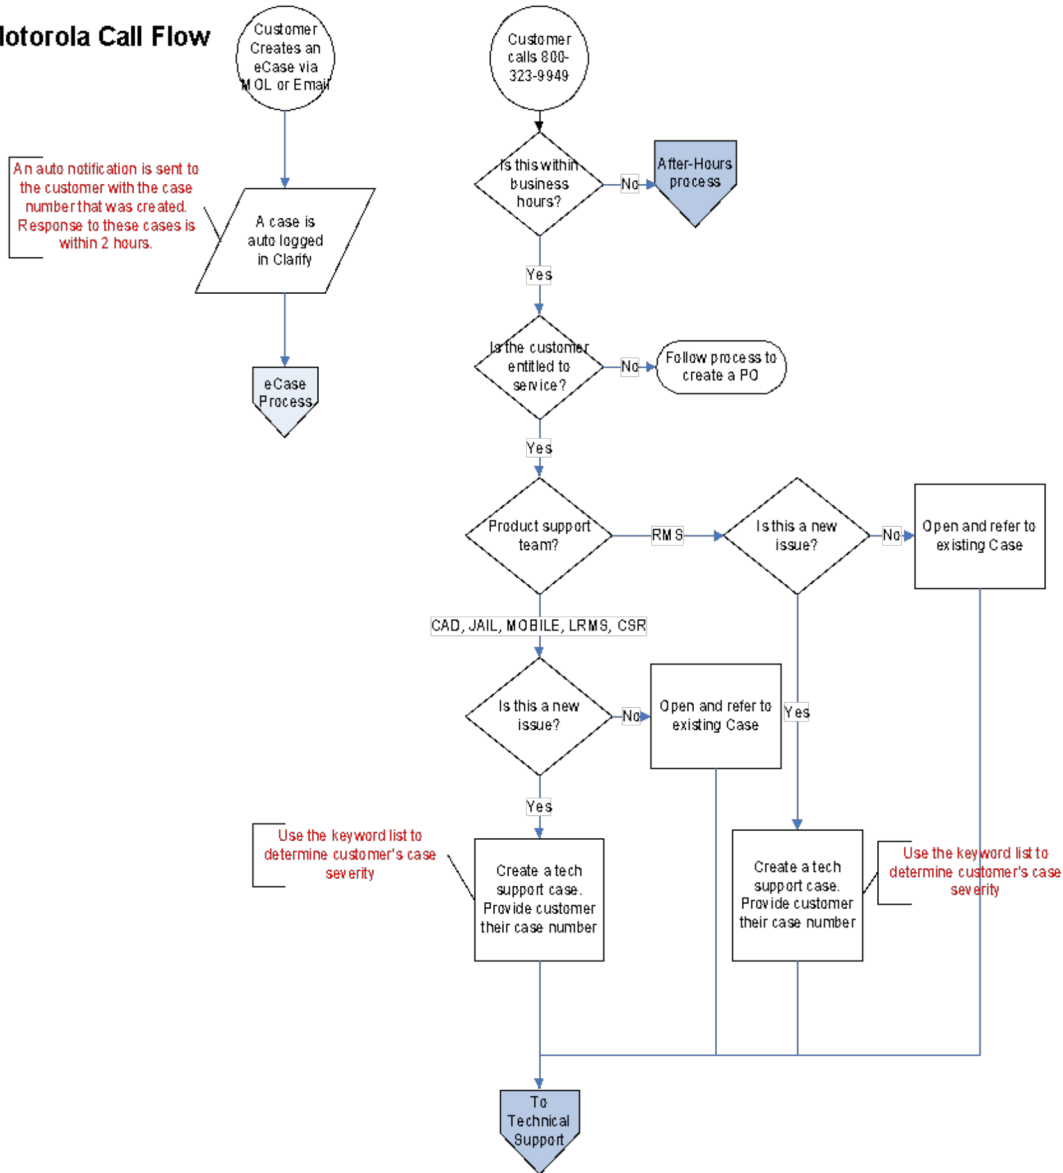 Motorola Call Flow
Customer
Creates an
eCase via
MOL or Email
Customer
calls 800-
323-9949
An auto notification is sent to
the customer with the case
number that was created.
Response to these cases is
within 2 hours.
A case is
auto logged
in Clarify
eCase
Process
Is this within
business
hours?
No
After-Hours
process
Yes
Is the customer
entitled to
service?
No
Follow process to
create a PO
Yes
Product support
team?
RMS
Is this a new
issue?
No
Open and refer to
existing Case
CAD, JAIL, MOBILE, LRMS, CSR
Is this a new
issue?
No
Open and refer to
existing Case
Yes
Yes
Use the keyword list to
determine customer's case
severity
Create a tech
support case.
Provide customer
their case number
Create a tech
support case.
Provide customer
their case number
Use the keyword list to
determine customer's case
severity
To
Technical
Support